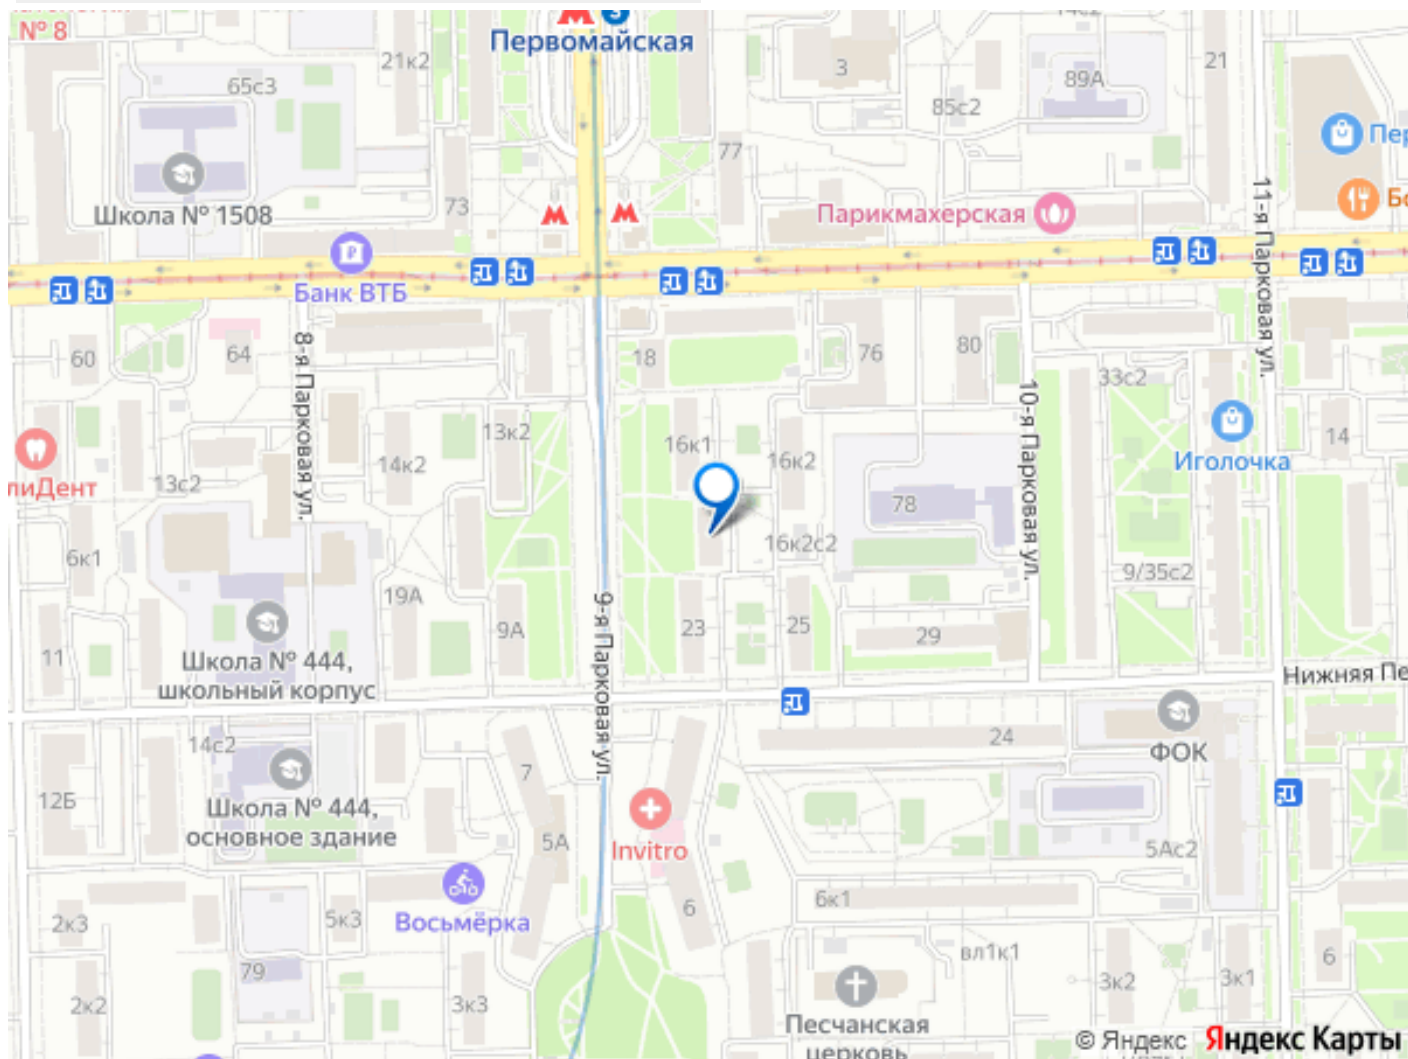 № 8
Первомайская
21к2
65с3
3
89А
21
85с2
77
Школа № 1508
73
Парикмахерская
11-я Парковая ул.
Банк ВТБ
60
64
8-я Парковая ул.
18
76
80
33с2
10-я Парковая ул.
13к2
16к1
16к2
14к2
14
Иголочка
13с2
78
6к1
16к2с2
9/35с2
19А
9А
9-я Парковая ул.
23
25
29
11
Школа № 444,
школьный корпус
Нижняя Пе
14с2
24
ФОК
7
12Б
Школа № 444,
основное здание
5А
Invitro
5Ас2
2к3
5к3
Восьмёрка
6
6к1
вл1к1
6
79
2к2
3к3
3к2
3к1
Песчанская
церковь
© Яндекс Яндекс Карты